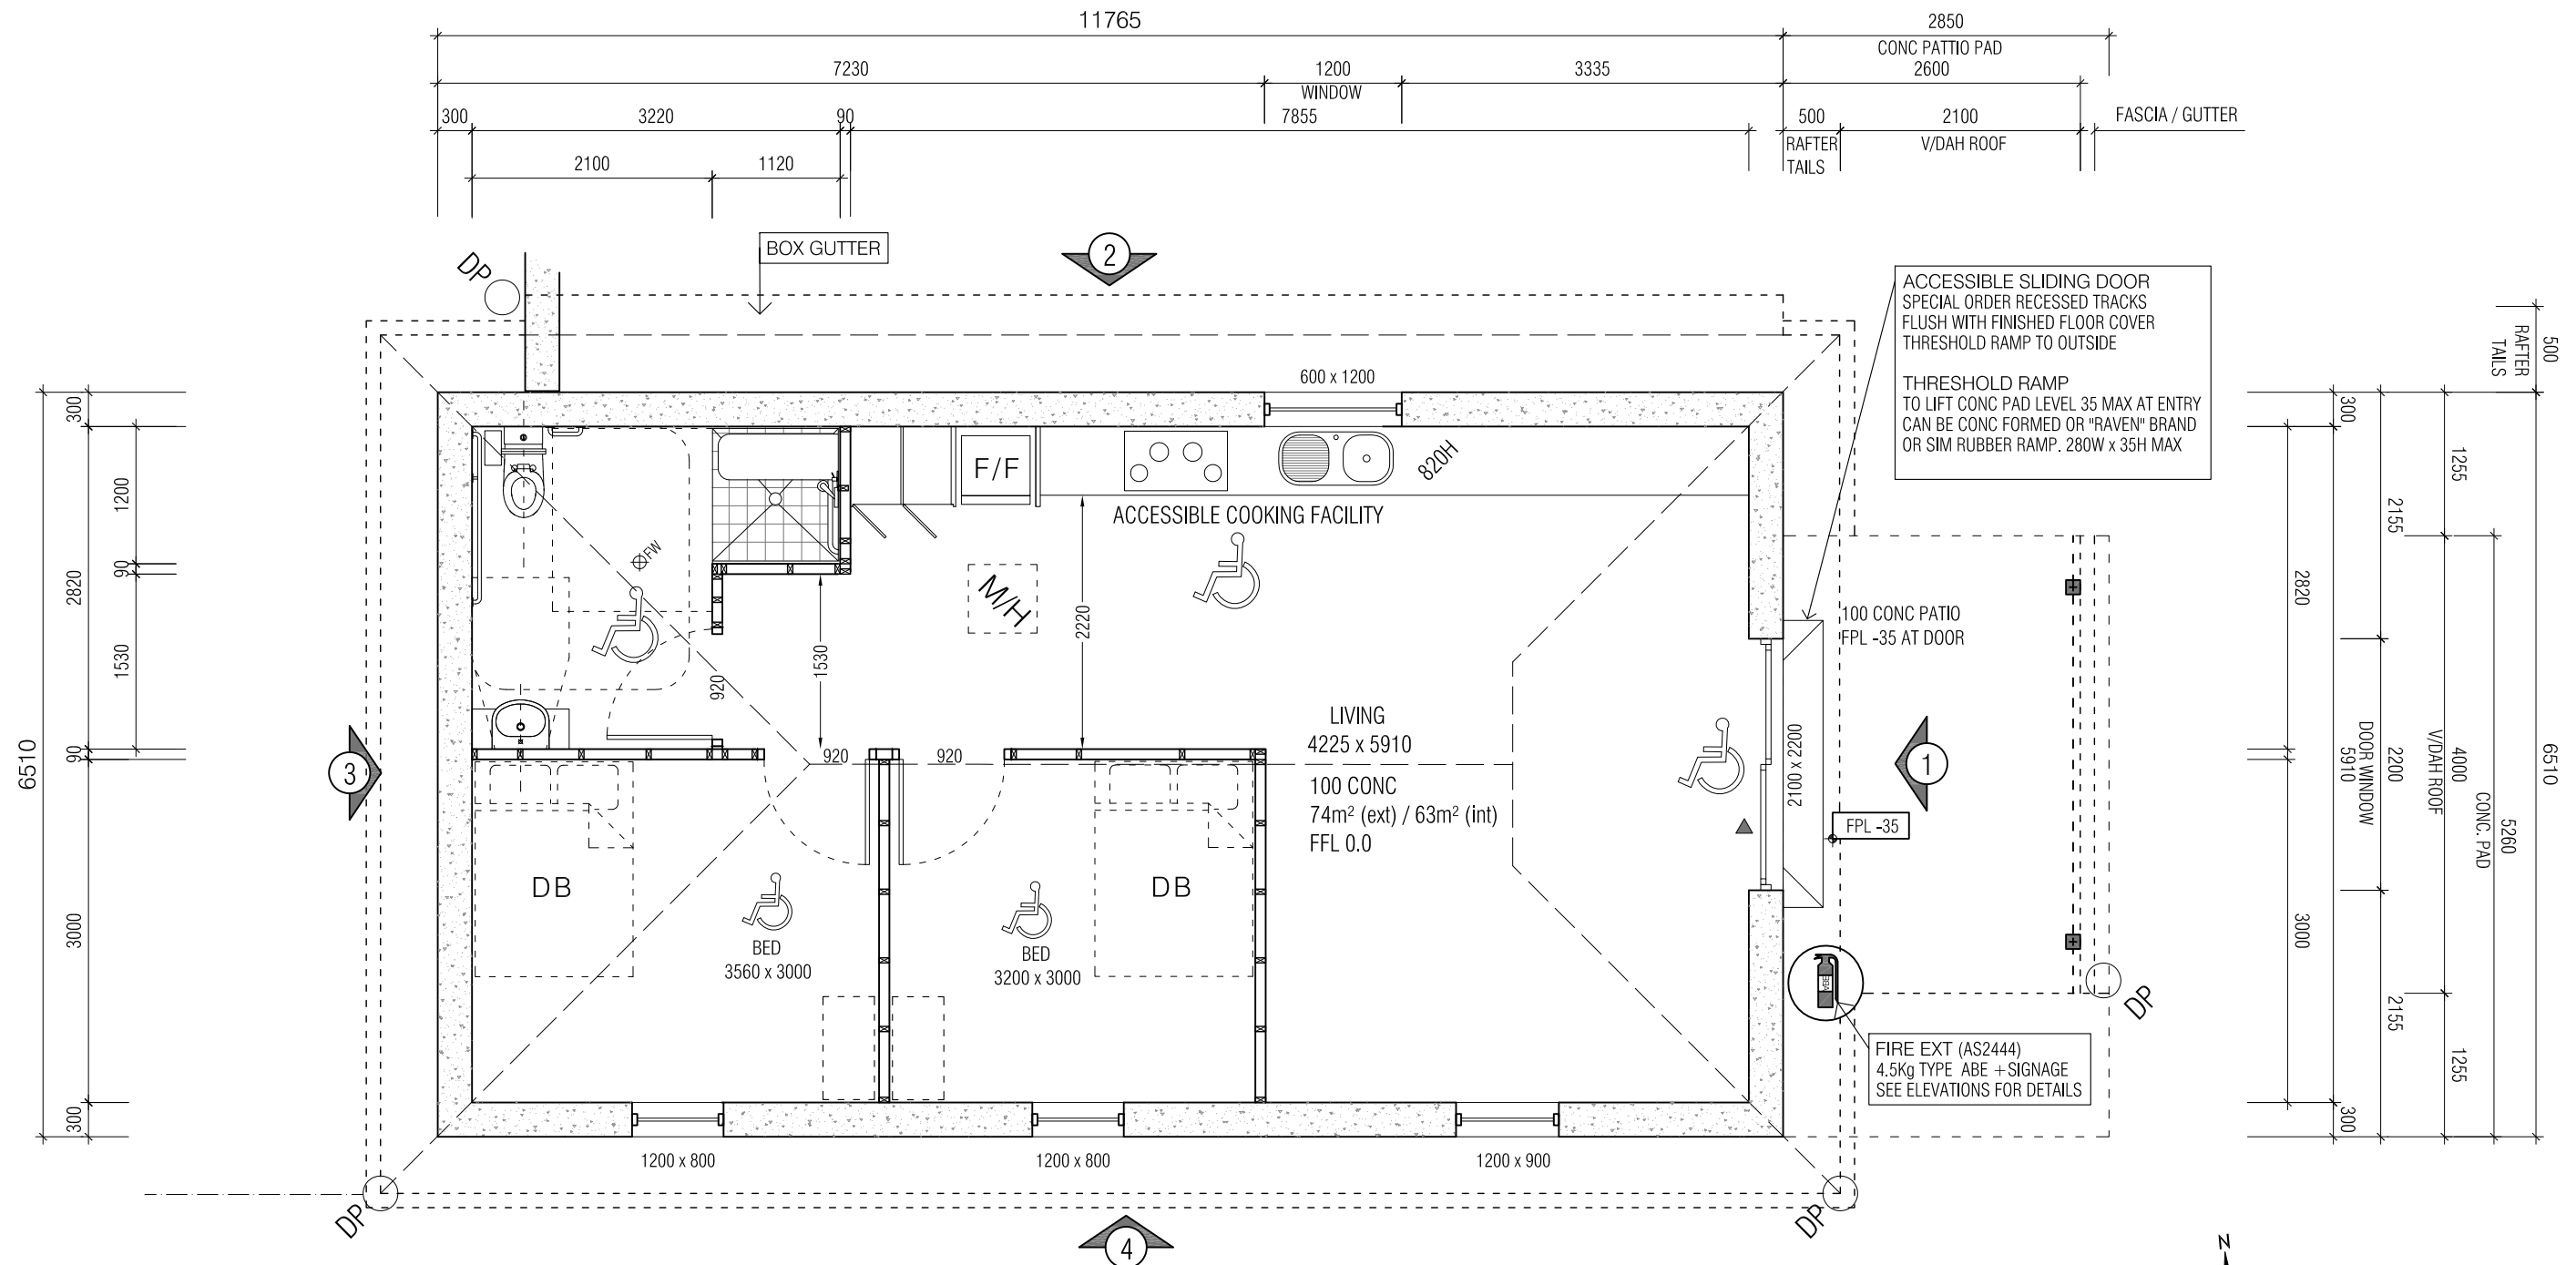 11765
2850
CONC PATTIO PAD
7230
1200
WINDOW
3335
2600
300
3220
90
7855
500
RAFTER
TAILS
2100
V/DAH ROOF
FASCIA / GUTTER
2100
1120
BOX GUTTER
2
DP
ACCESSIBLE SLIDING DOOR
SPECIAL ORDER RECESSED TRACKS
FLUSH WITH FINISHED FLOOR COVER
THRESHOLD RAMP TO OUTSIDE
THRESHOLD RAMP
TO LIFT CONC PAD LEVEL 35 MAX AT ENTRY
CAN BE CONC FORMED OR "RAVEN" BRAND
OR SIM RUBBER RAMP. 280W x 35H MAX
500
RAFTER
TAILS
600 x 1200
6510
300
2820
90
3000
300
1200
90
1530
F/F
820H
ACCESSIBLE COOKING FACILITY
FW
M/H
2220
1530
920
920
920
LIVING
4225 x 5910
100 CONC
74m² (ext) / 63m² (int)
FFL 0.0
2100 x 2200
100 CONC PATIO
FPL -35 AT DOOR
1
3
FPL -35
DB
BED
3560 x 3000
BED
3200 x 3000
DB
ABE
FIRE EXT (AS2444)
4.5Kg TYPE ABE + SIGNAGE
SEE ELEVATIONS FOR DETAILS
DP
2820
3000
300
5910
300
2155
2200
DOOR WINDOW
2155
1255
4000
V/DAH ROOF
1255
5260
CONC. PAD
6510
1200 x 800
1200 x 800
1200 x 900
DP
DP
4
N